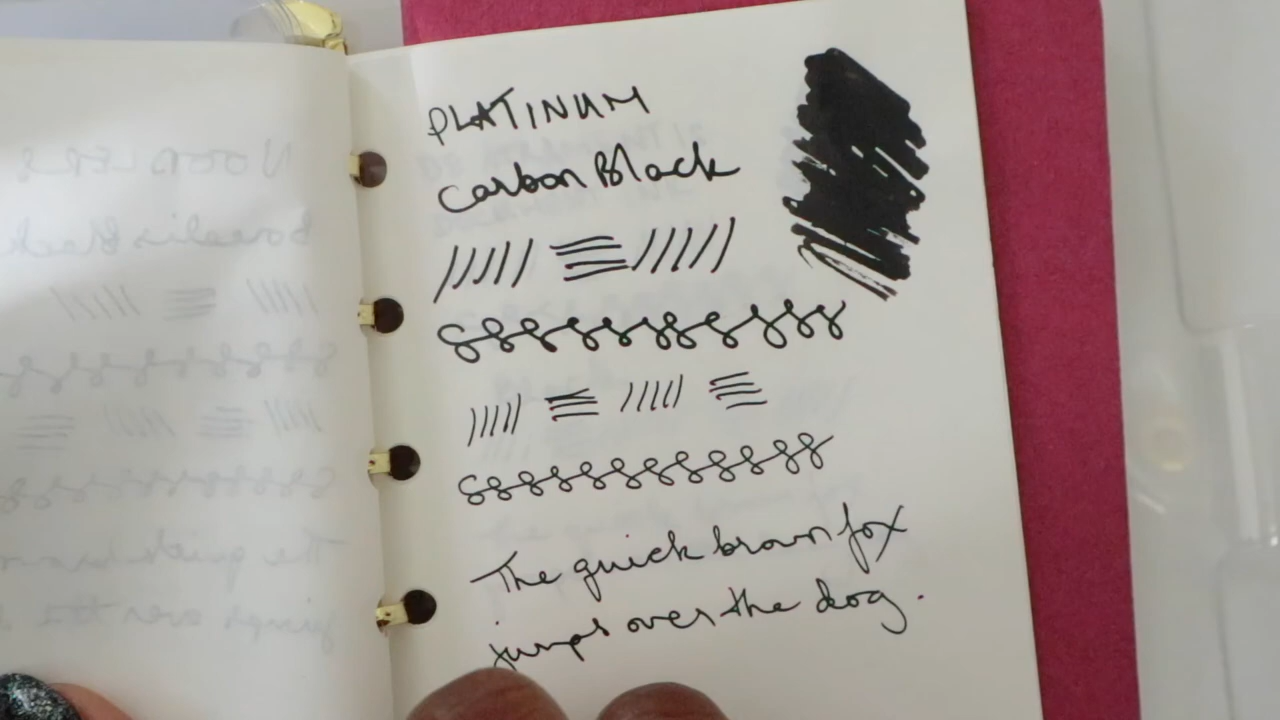 PLATINUM
Carbon Black
The quick brown fox
jumps over the dog.